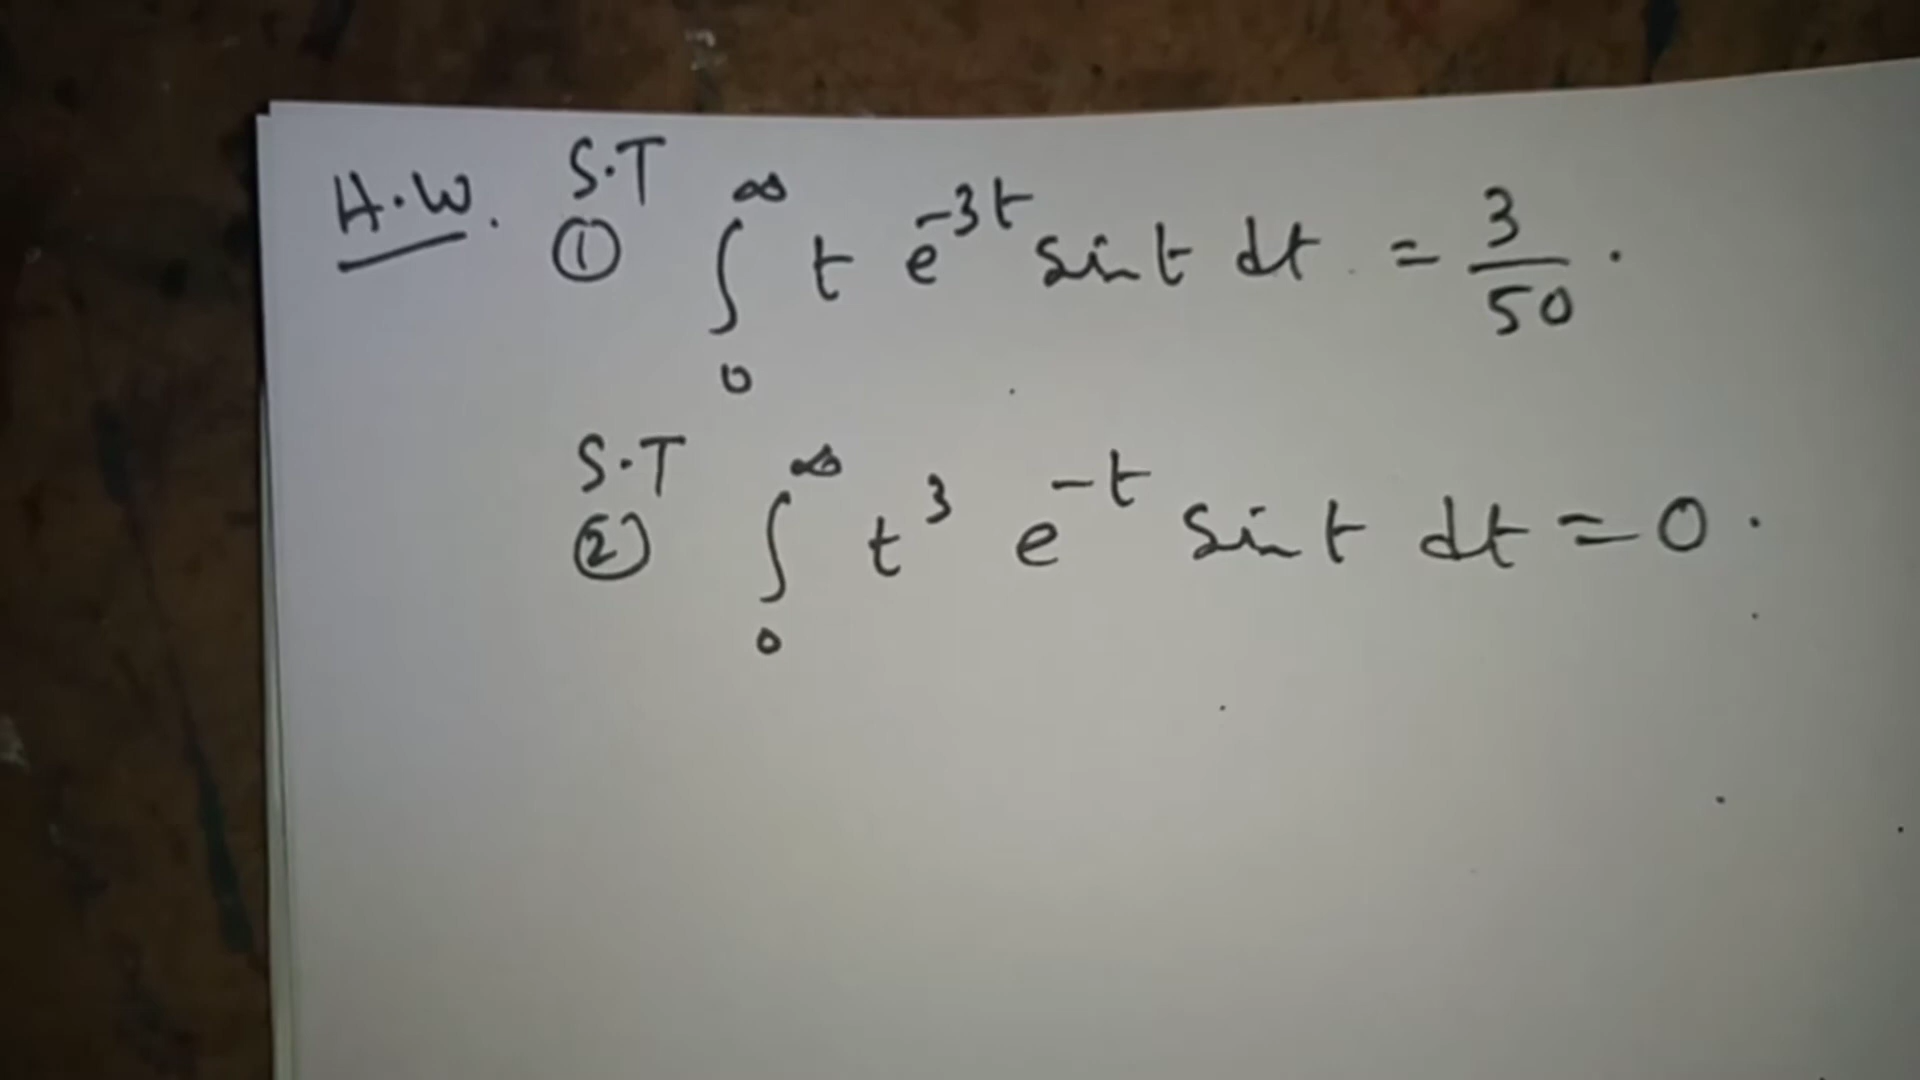 H.W. S.T
① ∫₀^∞ t e^{-3t} sin t dt = 3/50.
S.T
② ∫₀^∞ t³ e^{-t} sin t dt = 0.